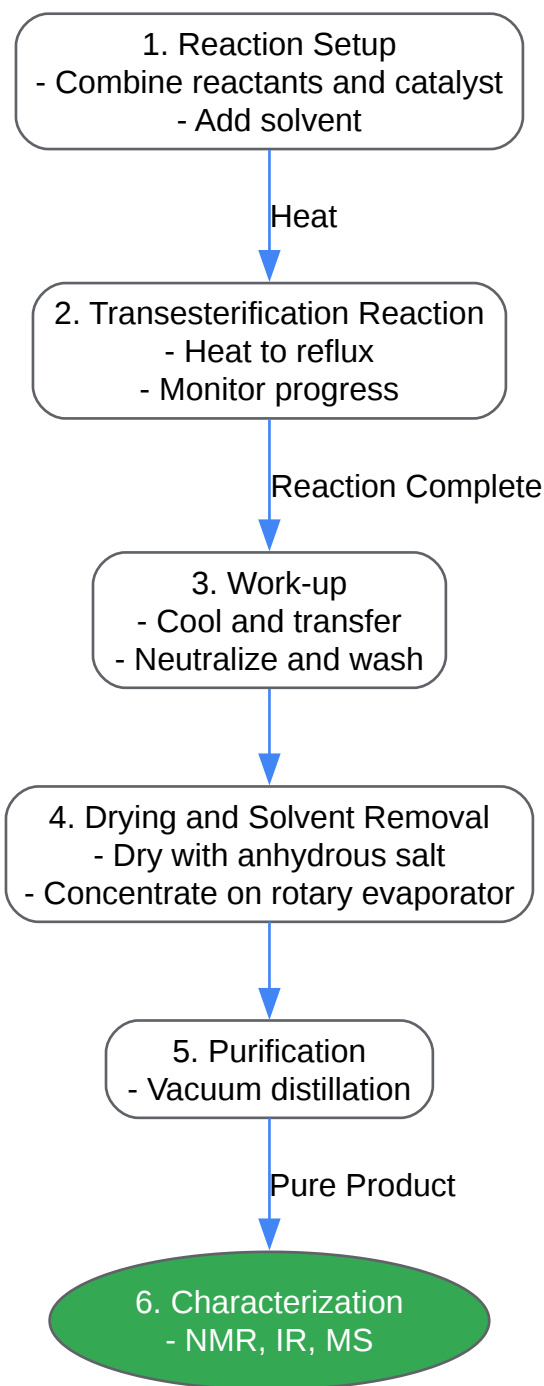 1. Reaction Setup
- Combine reactants and catalyst
- Add solvent
Heat
2. Transesterification Reaction
- Heat to reflux
- Monitor progress
Reaction Complete
3. Work-up
- Cool and transfer
- Neutralize and wash
4. Drying and Solvent Removal
- Dry with anhydrous salt
- Concentrate on rotary evaporator
5. Purification
- Vacuum distillation
Pure Product
6. Characterization
- NMR, IR, MS